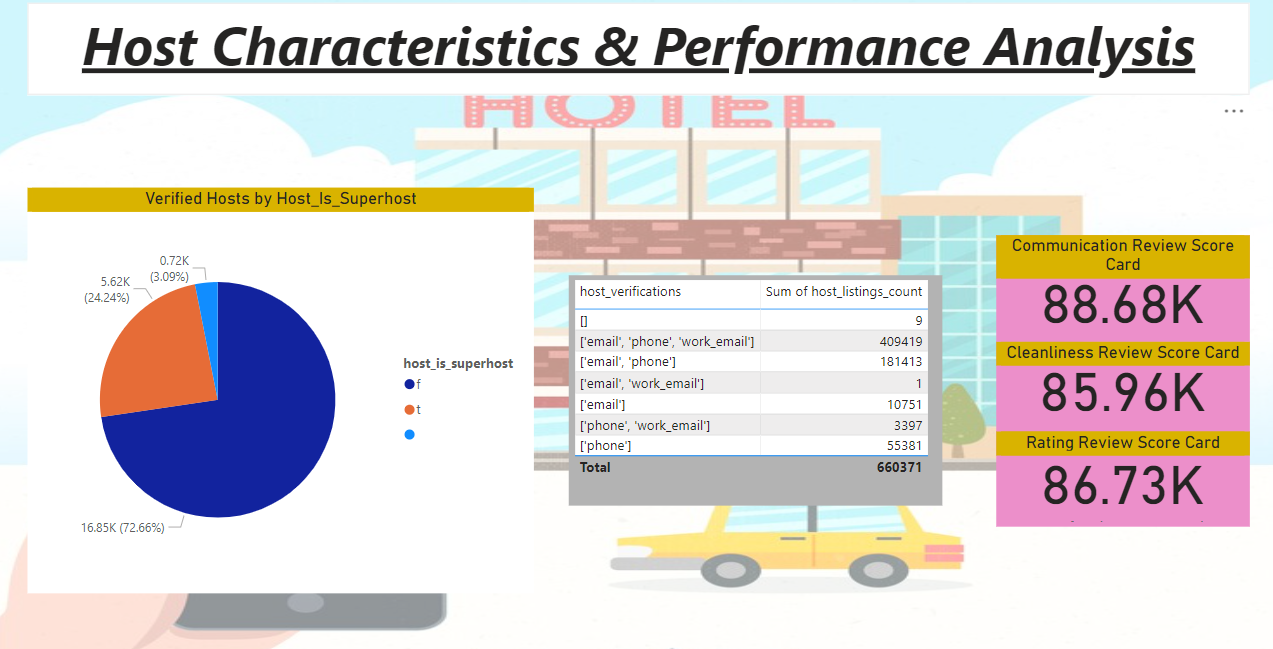 Host Characteristics & Performance Analysis
HOTEL
...
Verified Hosts by Host_Is_Superhost
0.72K
(3.09%)
5.62K
(24.24%)
16.85K (72.66%)
host_is_superhost
f
t
host_verifications Sum of host_listings_count
[] 9
['email', 'phone', 'work_email'] 409419
['email', 'phone'] 181413
['email', 'work_email'] 1
['email'] 10751
['phone', 'work_email'] 3397
['phone'] 55381
Total 660371
Communication Review Score
Card
88.68K
Cleanliness Review Score Card
85.96K
Rating Review Score Card
86.73K